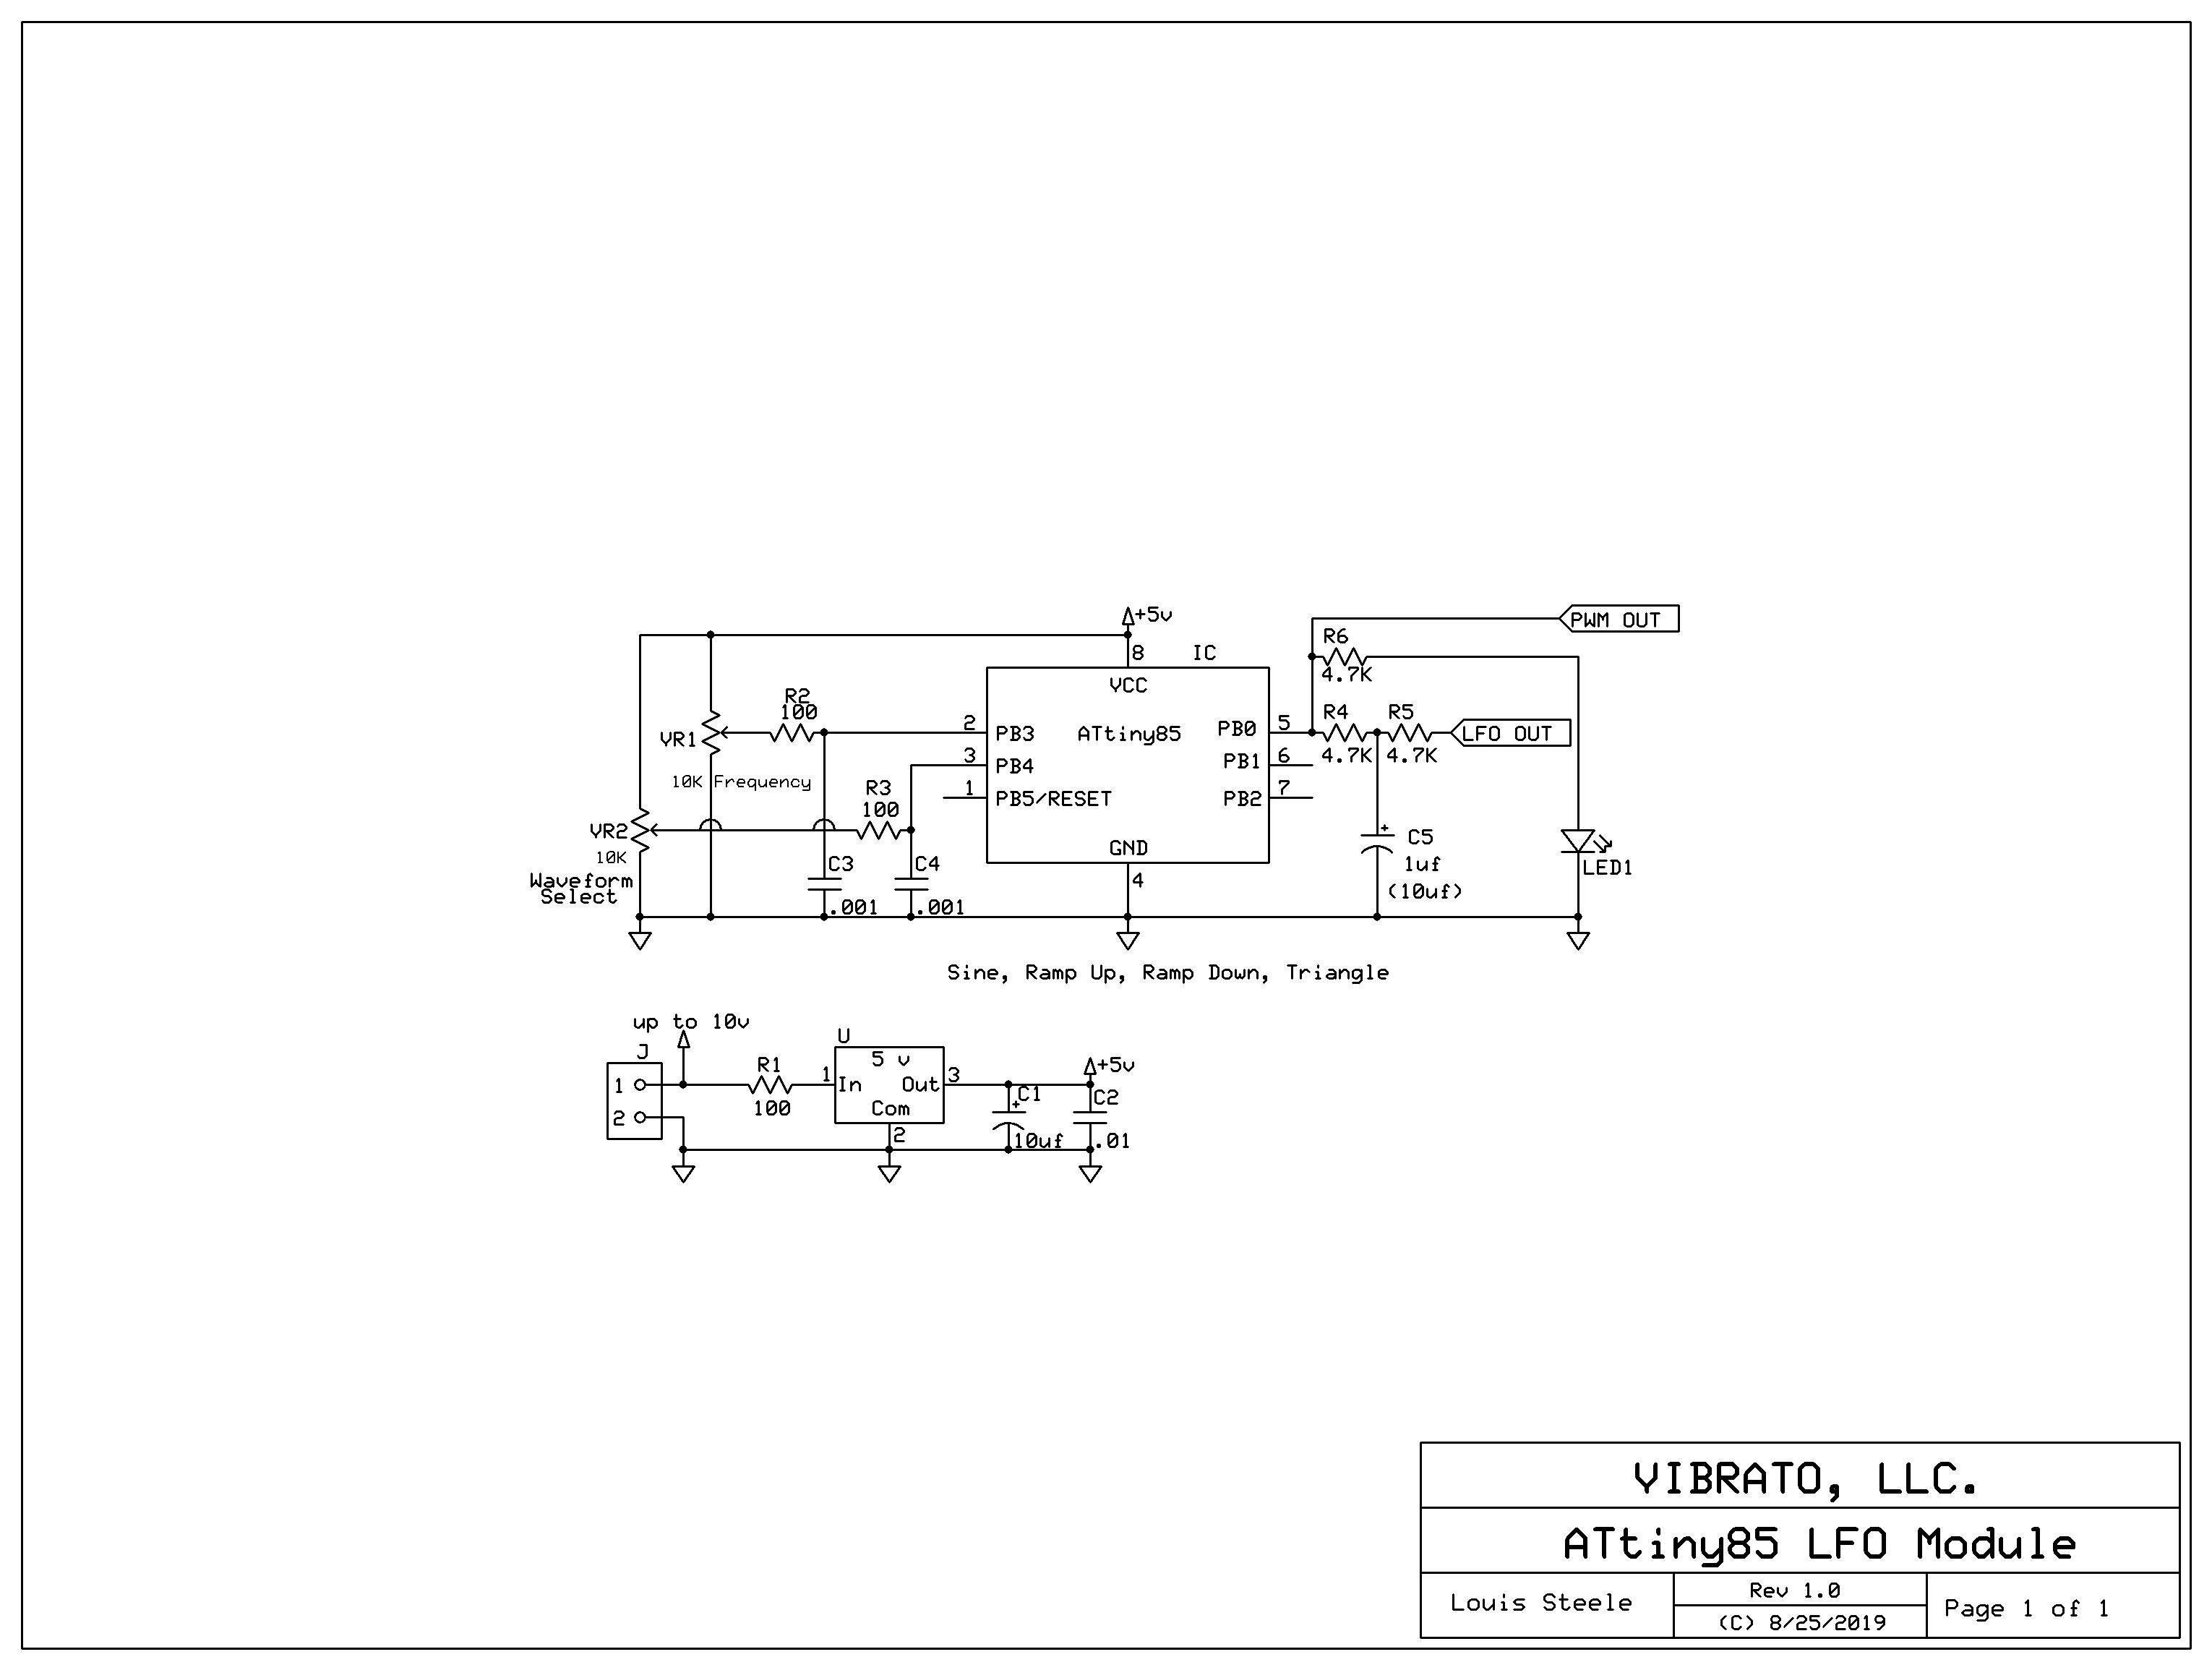 +5v
PWM OUT
R6
4.7K
8
IC
VCC
R2
100
VR1
10K Frequency
2
PB3
ATtiny85
PB0
5
R4
4.7K
R5
4.7K
LFO OUT
3
PB4
PB1
6
1
PB5/RESET
PB2
7
R3
100
VR2
10K
Waveform
Select
C3
.001
C4
.001
GND
4
+
C5
1uf
(10uf)
LED1
Sine, Ramp Up, Ramp Down, Triangle
up to 10v
J
1
2
R1
100
U
5 v
1
In
Out
3
Com
2
+5v
C1
+
10uf
C2
.01
VIBRATO, LLC.
ATtiny85 LFO Module
Louis Steele
Rev 1.0
(C) 8/25/2019
Page 1 of 1